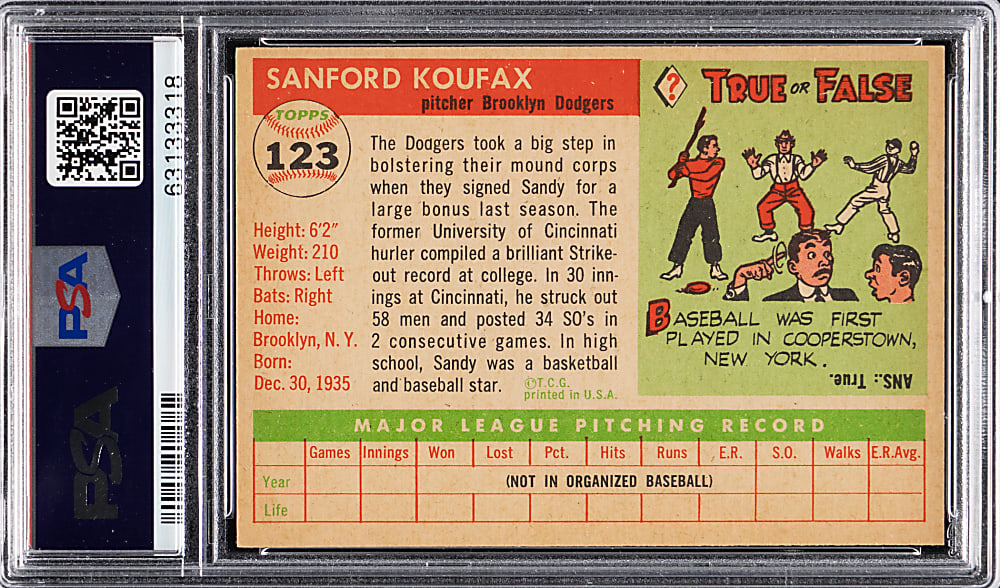 PSA
63133318
PSA
SANFORD KOUFAX
pitcher Brooklyn Dodgers
TOPPS
123
Height: 6'2"
Weight: 210
Throws: Left
Bats: Right
Home:
Brooklyn, N. Y.
Born:
Dec. 30, 1935
The Dodgers took a big step in
bolstering their mound corps
when they signed Sandy for a
large bonus last season. The
former University of Cincinnati
hurler compiled a brilliant Strike-
out record at college. In 30 inn-
ings at Cincinnati, he struck out
58 men and posted 34 SO's in
2 consecutive games. In high
school, Sandy was a basketball
and baseball star.
©T.C.G.
printed in U.S.A.
?
TRUE OR FALSE
BASEBALL WAS FIRST
PLAYED IN COOPERSTOWN,
NEW YORK.
ANS.: True.
MAJOR LEAGUE PITCHING RECORD
Games Innings Won Lost Pct. Hits Runs E.R. S.O. Walks E.R.Avg.
Year (NOT IN ORGANIZED BASEBALL)
Life